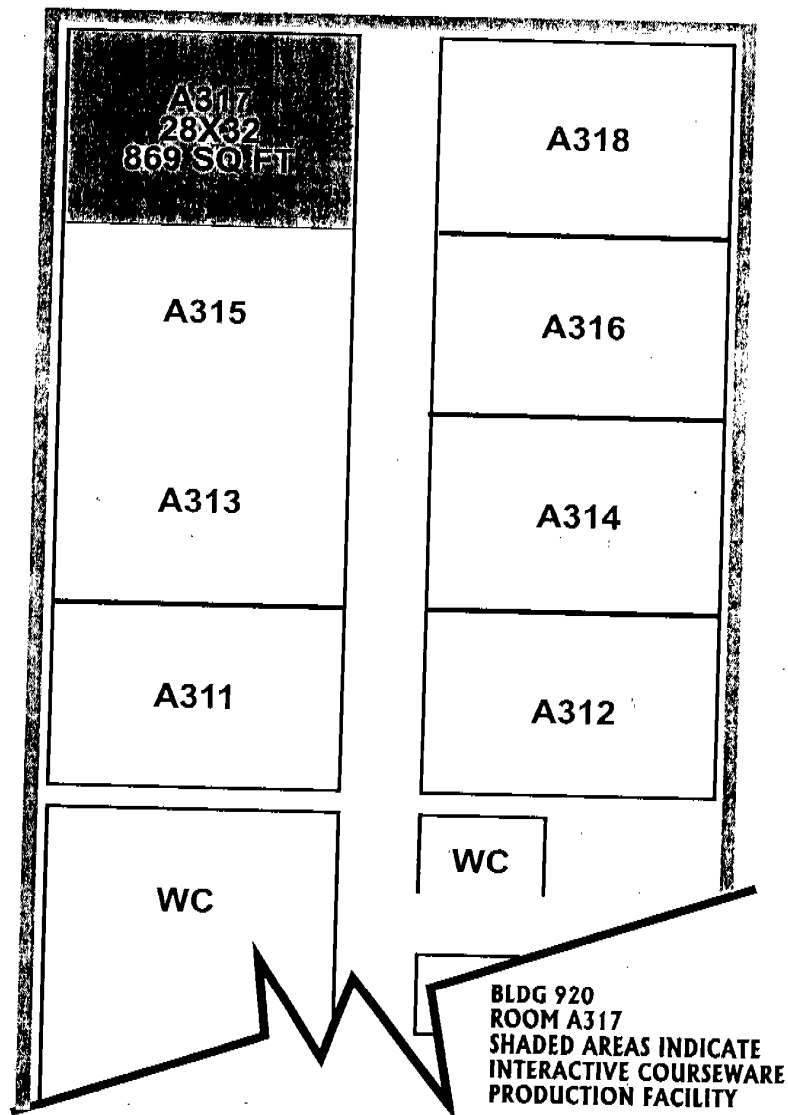 A317
28X32
869 SQ FT
A318
A315
A316
A313
A314
A311
A312
WC
WC
BLDG 920
ROOM A317
SHADED AREAS INDICATE
INTERACTIVE COURSEWARE
PRODUCTION FACILITY